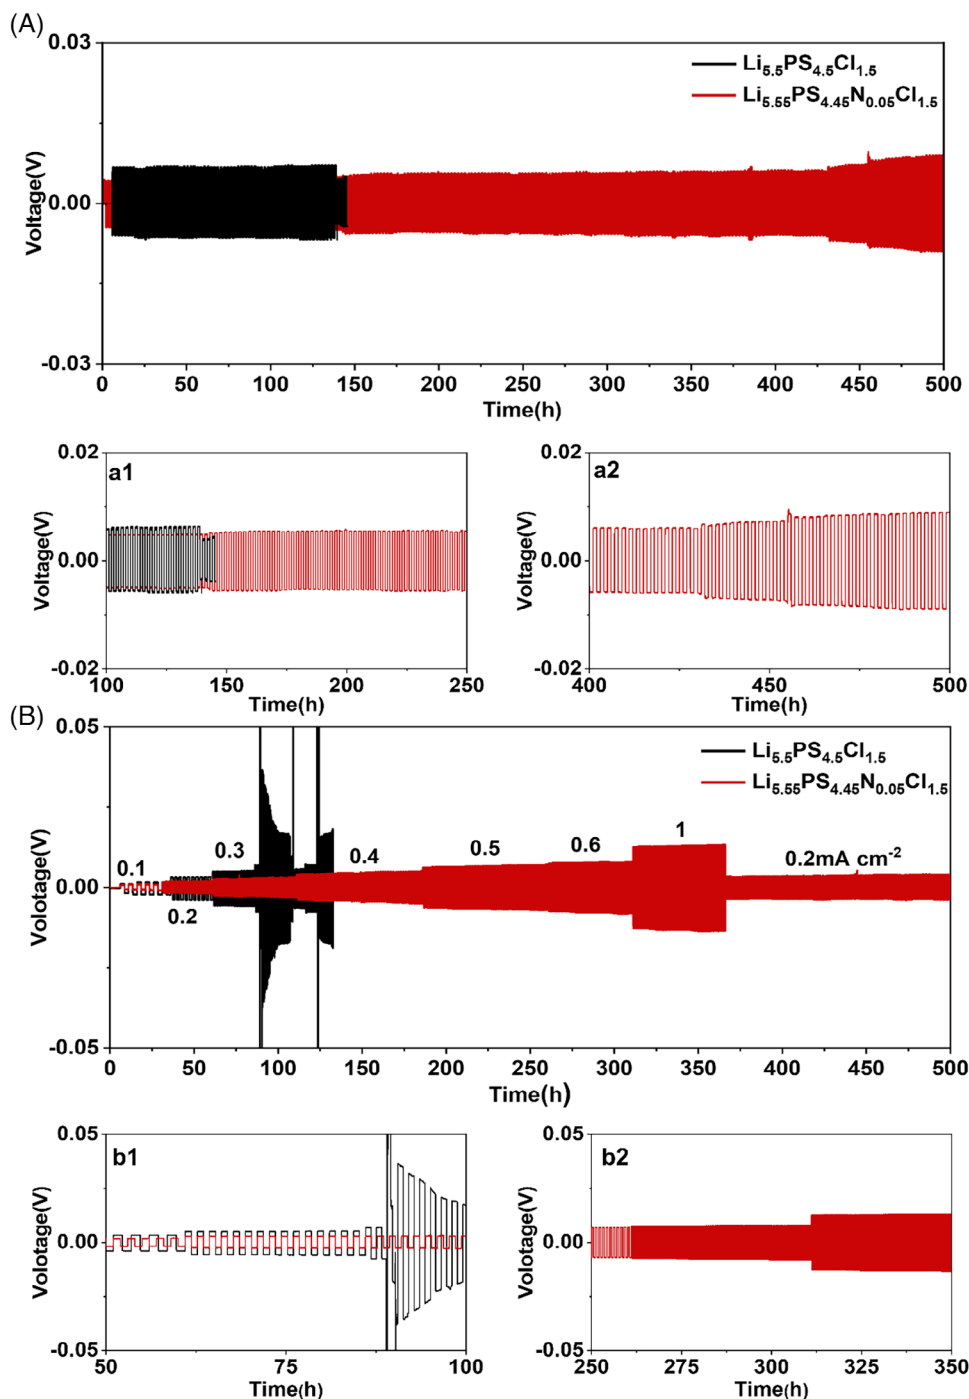 (A)
0.03
Li5.5PS4.5Cl1.5
Li5.55PS4.45N0.05Cl1.5
Voltage(V)
0.00
-0.03
0 50 100 150 200 250 300 350 400 450 500
Time(h)
0.02
a1
Voltage(V)
0.00
-0.02
100 150 200 250
Time(h)
0.02
a2
Voltage(V)
0.00
-0.02
400 450 500
Time(h)
(B)
0.05
Li5.5PS4.5Cl1.5
Li5.55PS4.45N0.05Cl1.5
Volotage(V)
0.1 0.2 0.3 0.4 0.5 0.6 1 0.2mA cm-2
0.00
-0.05
0 50 100 150 200 250 300 350 400 450 500
Time(h)
0.05
b1
Volotage(V)
0.00
-0.05
50 75 100
Time(h)
0.05
b2
Volotage(V)
0.00
-0.05
250 275 300 325 350
Time(h)